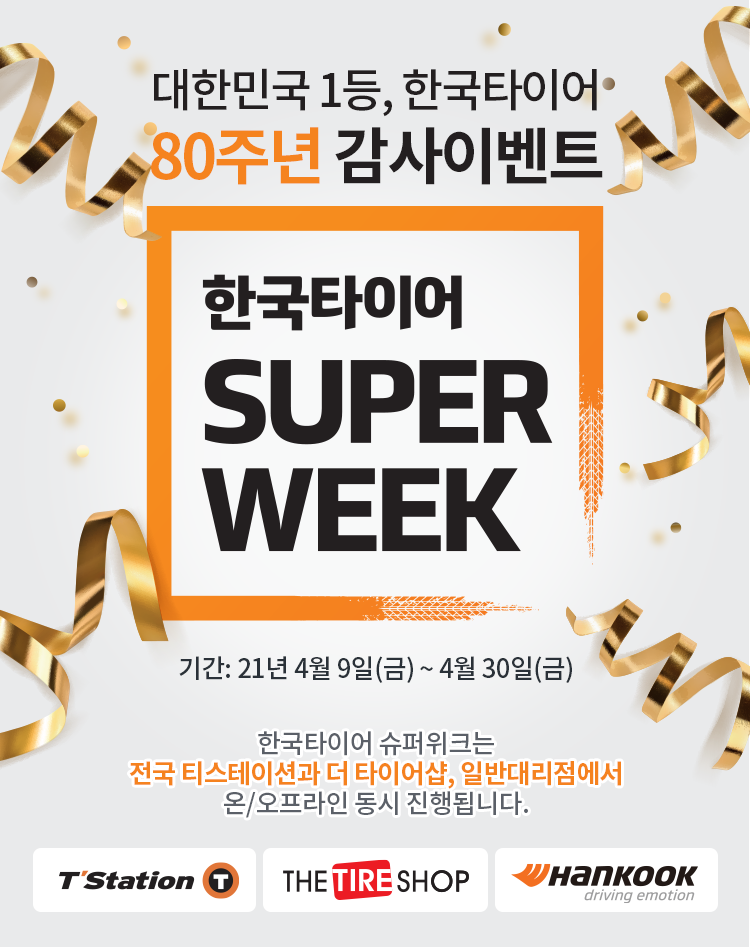 대한민국 1등, 한국타이어
80주년 감사이벤트
한국타이어
SUPER
WEEK
기간: 21년 4월 9일(금) ~ 4월 30일(금)
한국타이어 슈퍼위크는
전국 티스테이션과 더 타이어샵, 일반대리점에서
온/오프라인 동시 진행됩니다.
T'Station T
THE TIRE SHOP
HANKOOK
driving emotion